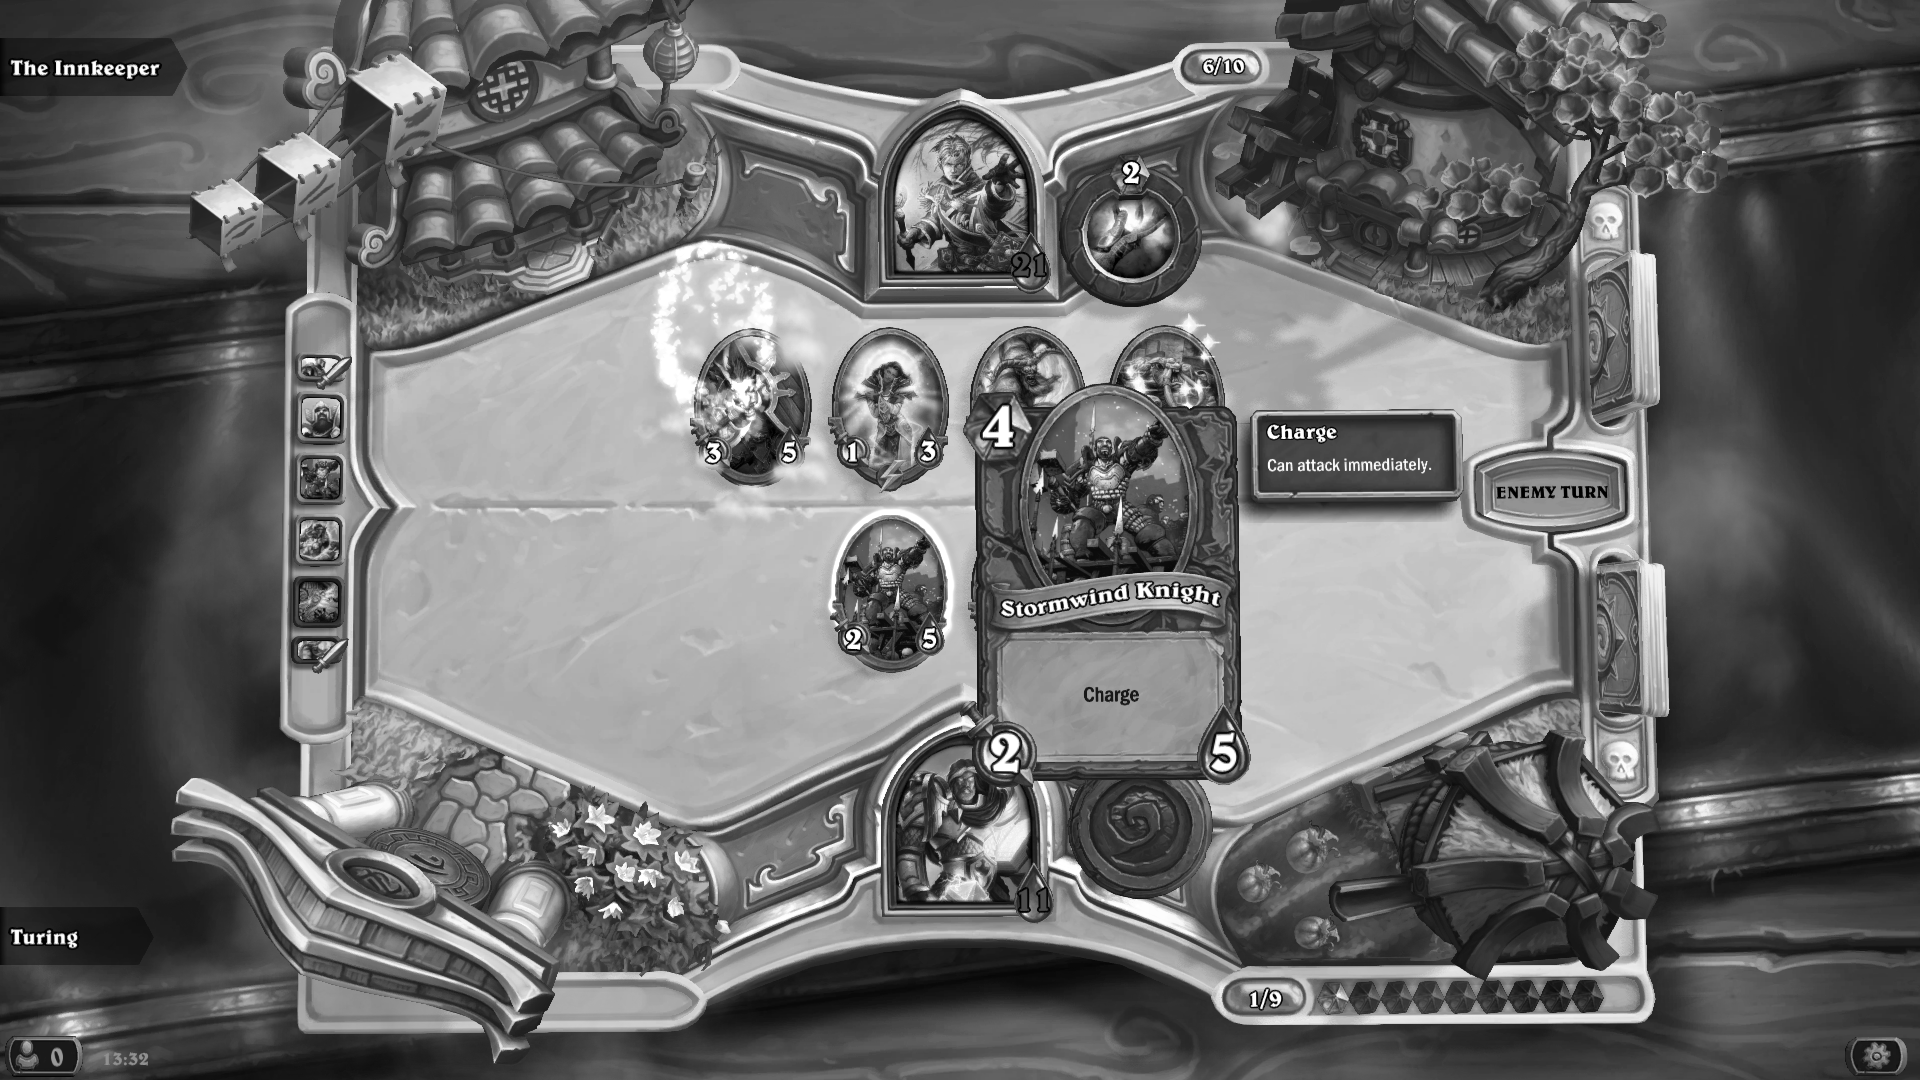 The Innkeeper
6/10
2
21
3
5
1
3
4
Charge
Can attack immediately.
ENEMY TURN
Stormwind Knight
2
5
Charge
2
5
11
Turing
1/9
0
13:32